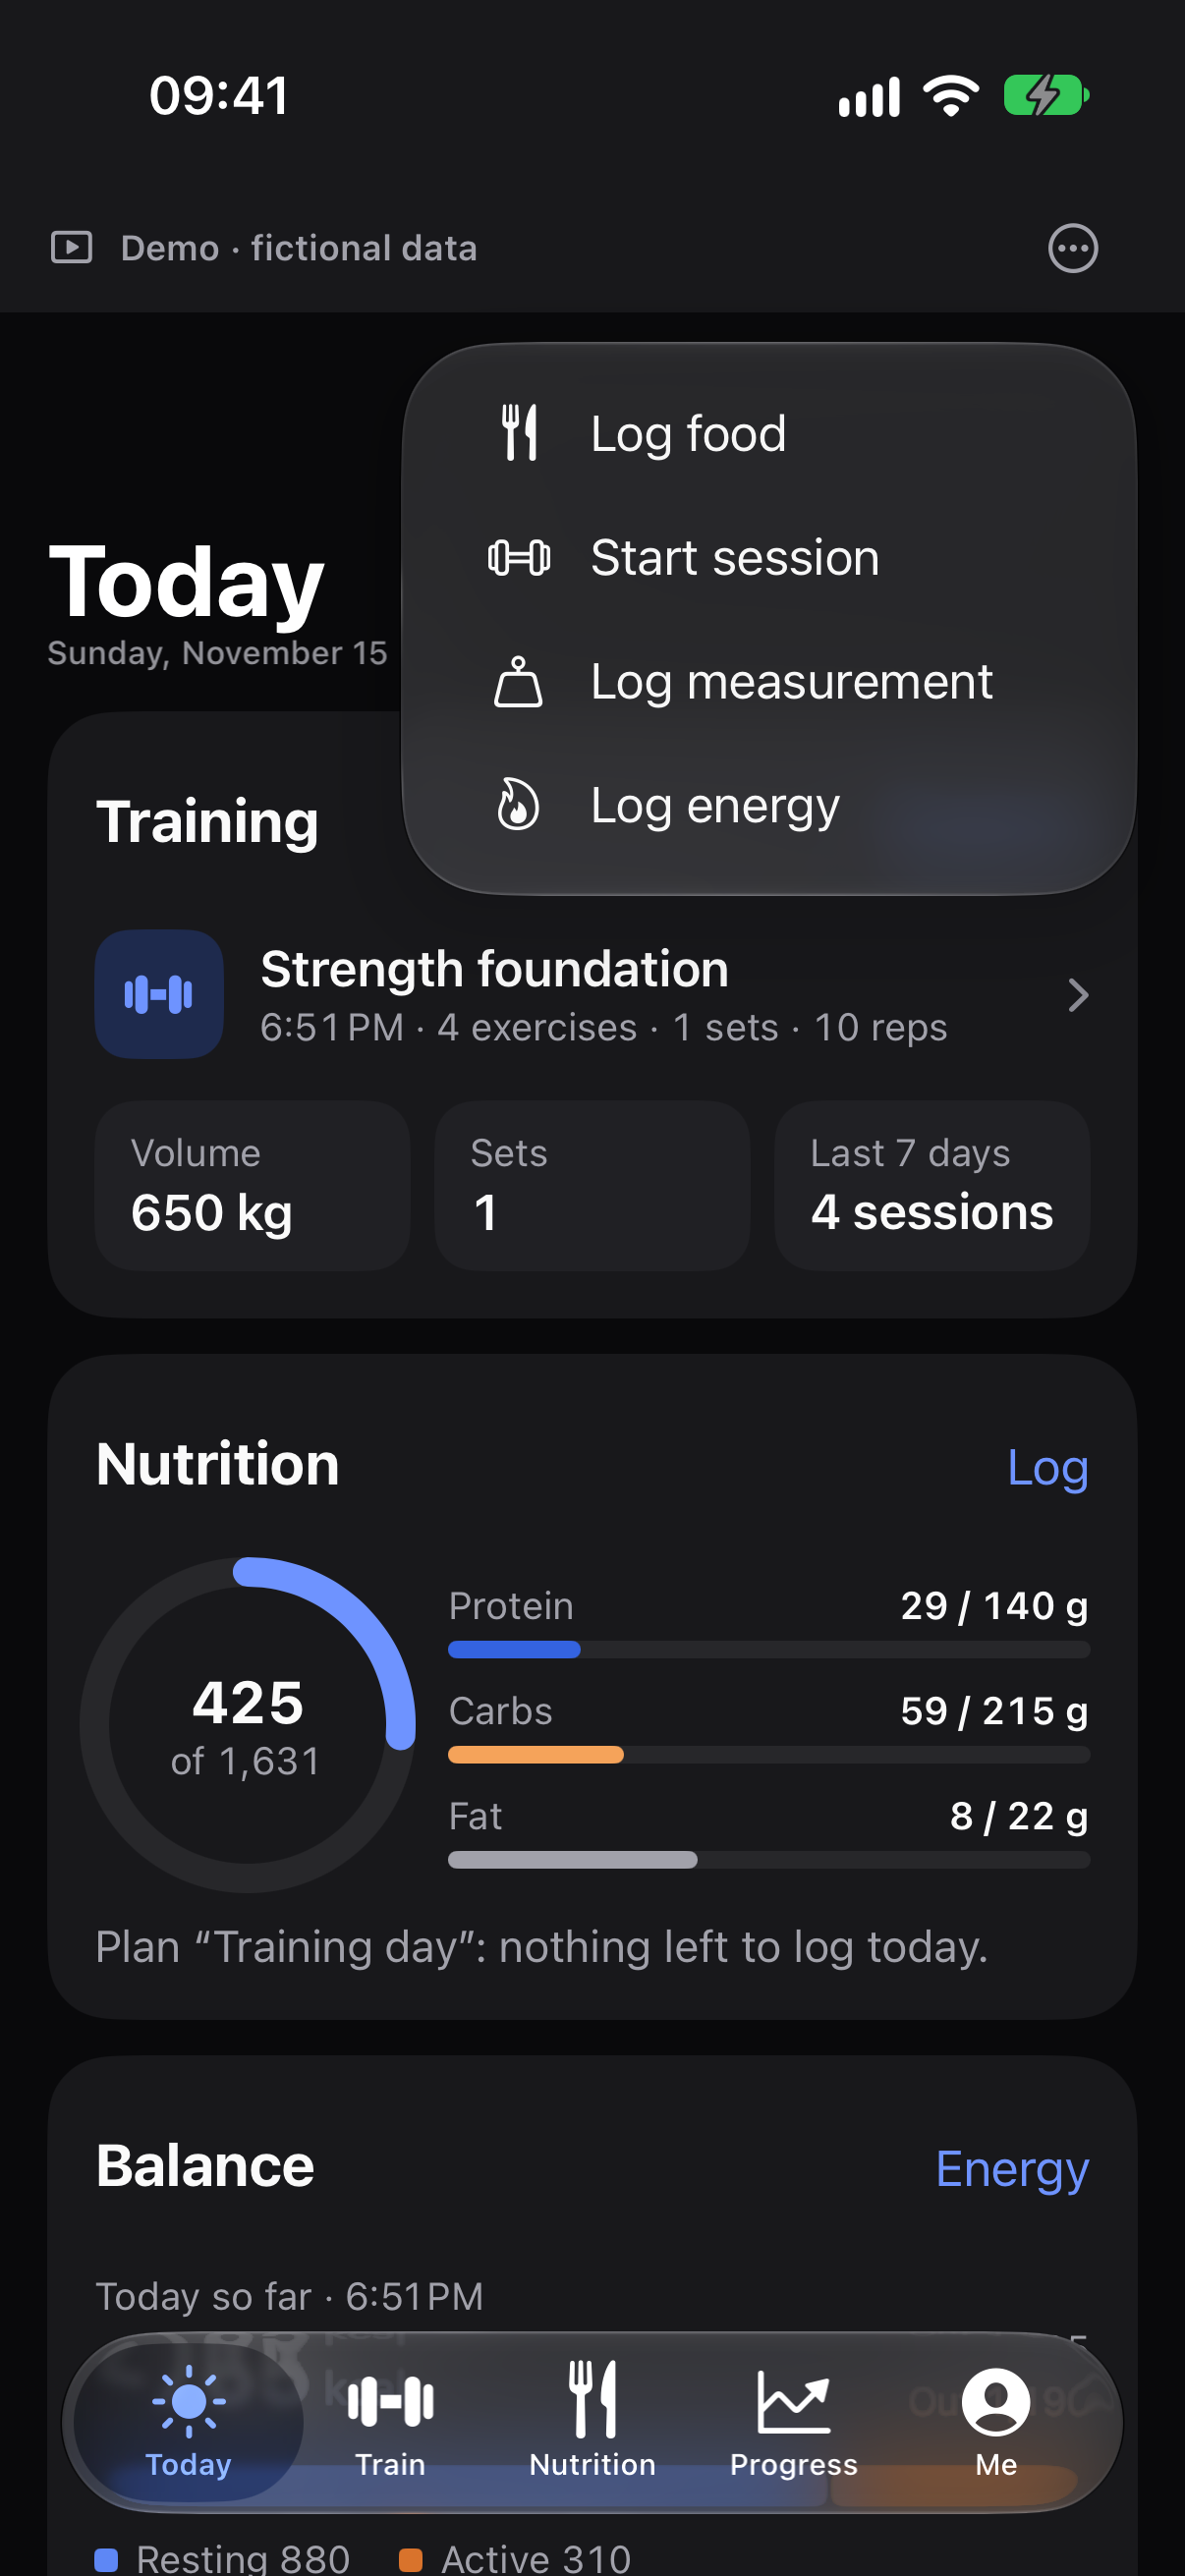 09:41
Demo · fictional data
Log food
Start session
Log measurement
Log energy
Today
Sunday, November 15
Training
Strength foundation
6:51 PM · 4 exercises · 1 sets · 10 reps
Volume
650 kg
Sets
1
Last 7 days
4 sessions
Nutrition
Log
425
of 1,631
Protein
29 / 140 g
Carbs
59 / 215 g
Fat
8 / 22 g
Plan “Training day”: nothing left to log today.
Balance
Energy
Today so far · 6:51 PM
Today
Train
Nutrition
Progress
Me
Resting 880
Active 310